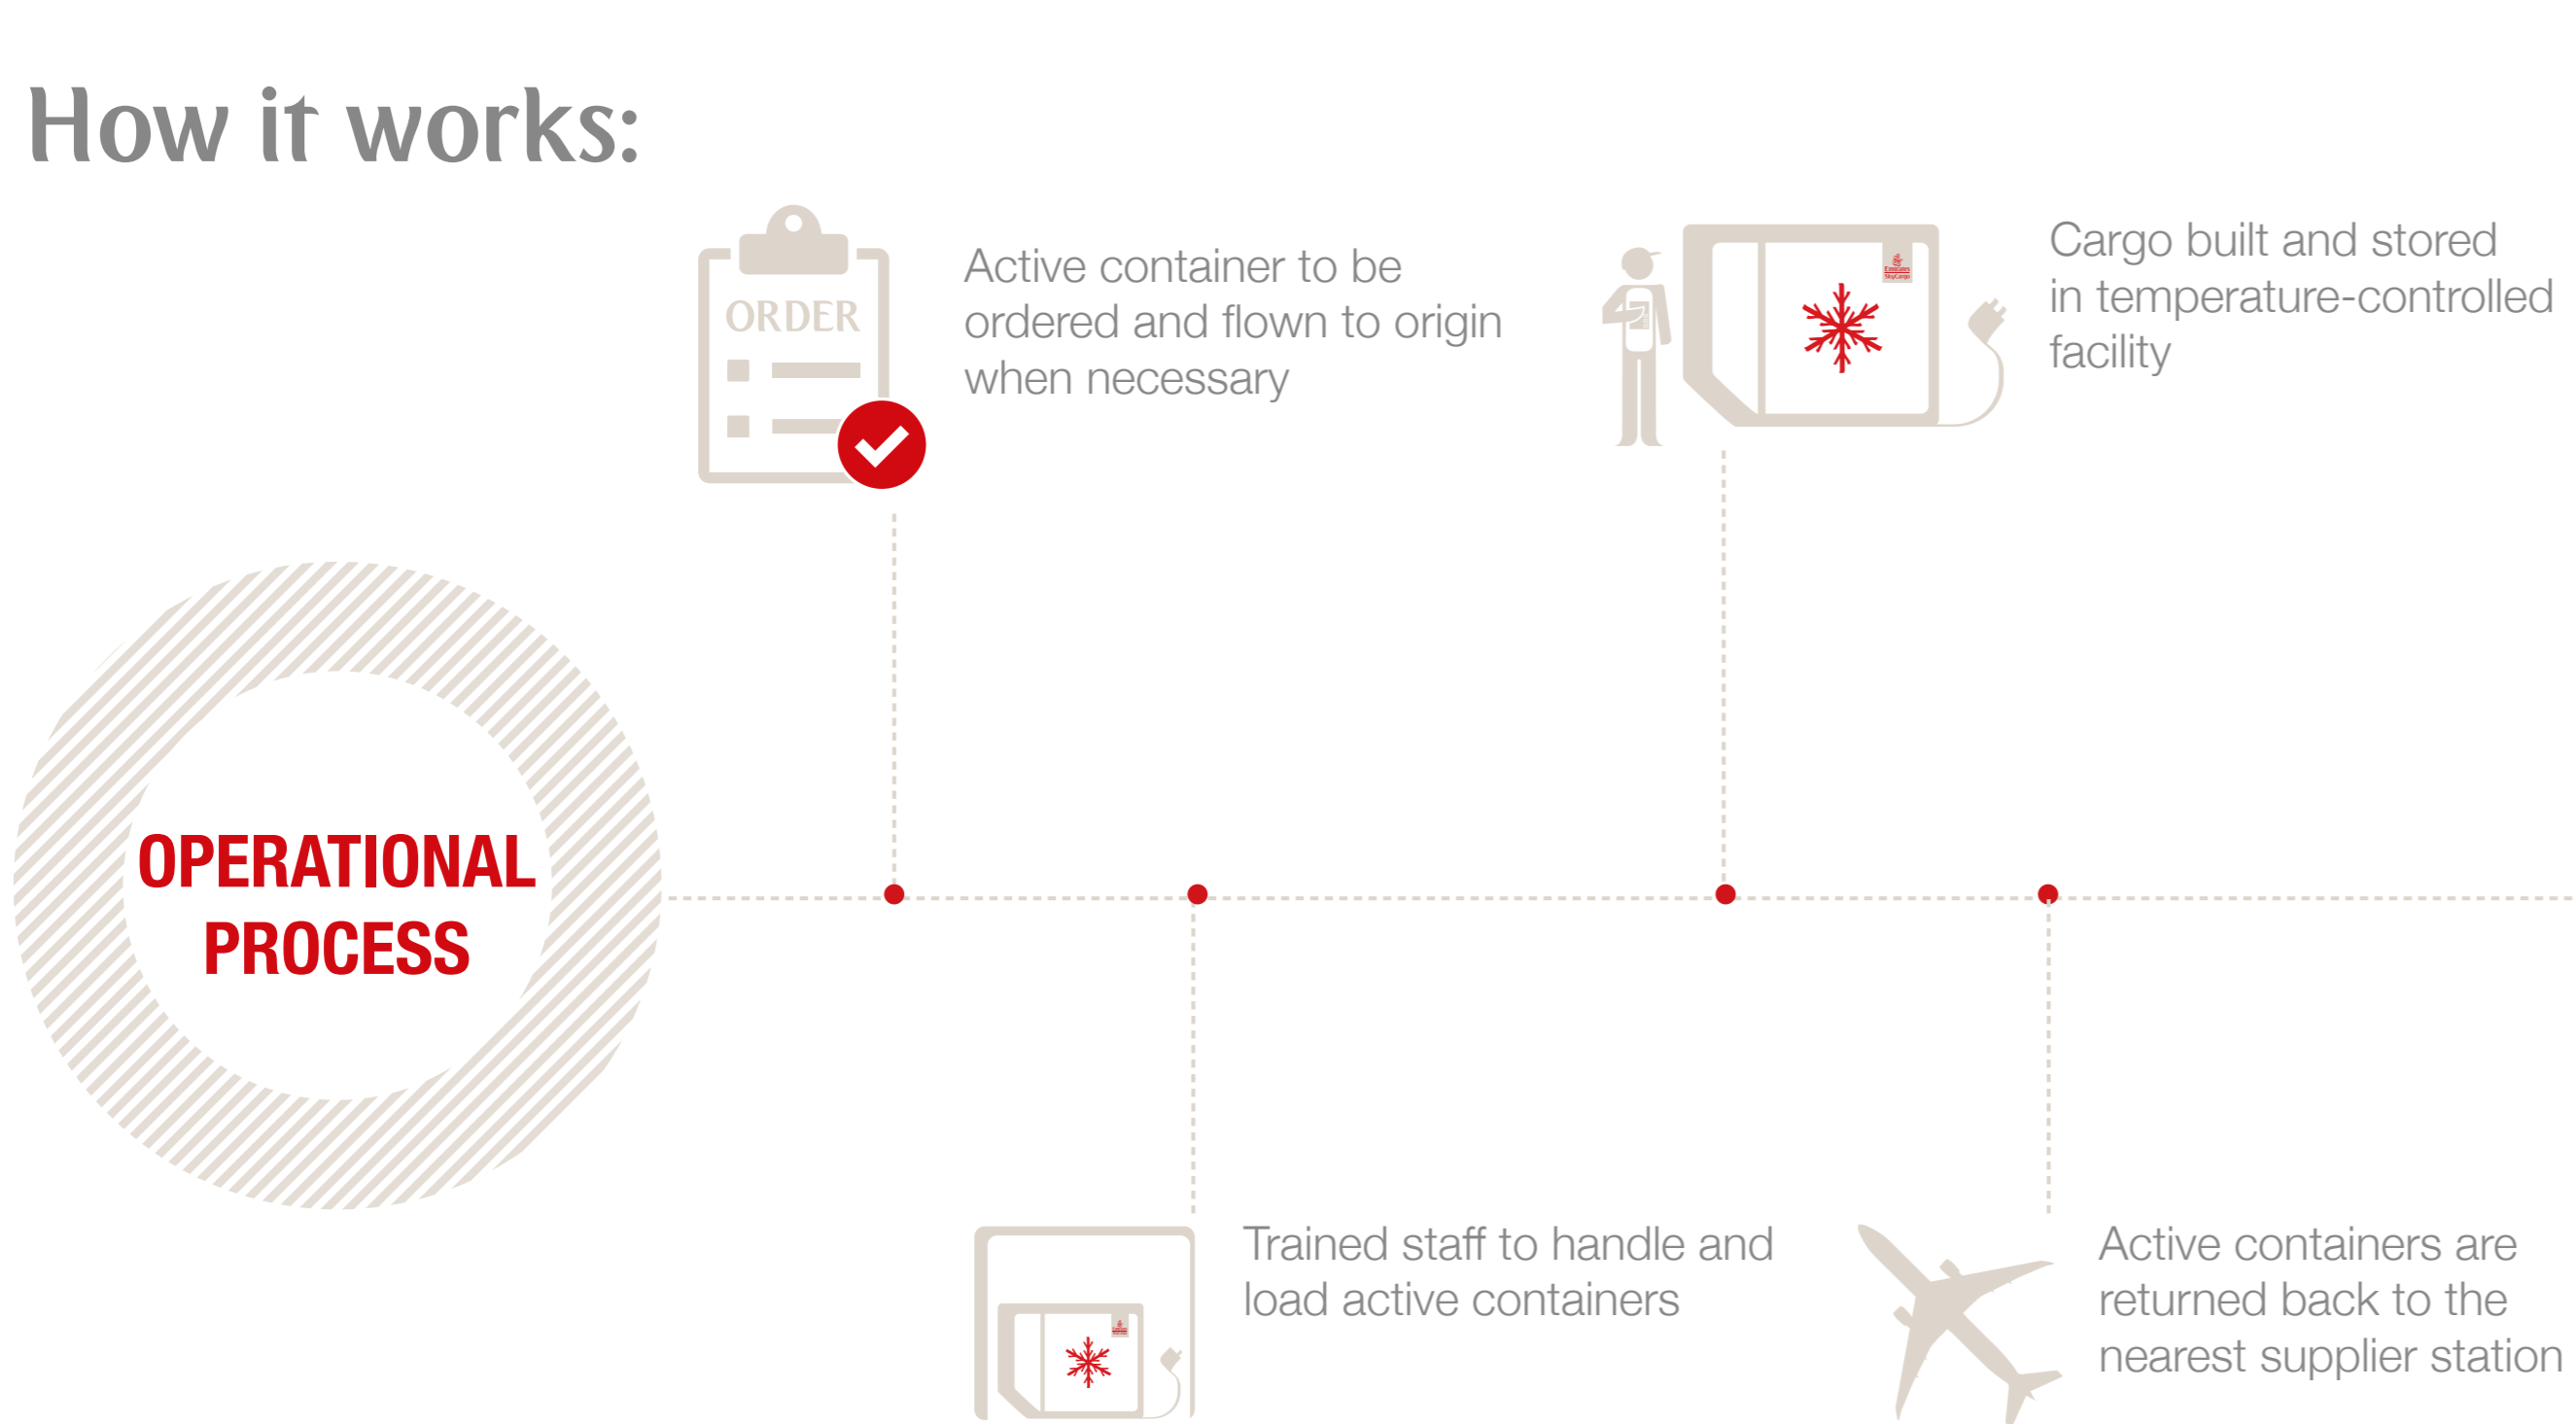 How it works:
ORDER
Active container to be
ordered and flown to origin
when necessary
Emirates
SkyCargo
Cargo built and stored
in temperature-controlled
facility
OPERATIONAL
PROCESS
Trained staff to handle and
load active containers
Active containers are
returned back to the
nearest supplier station